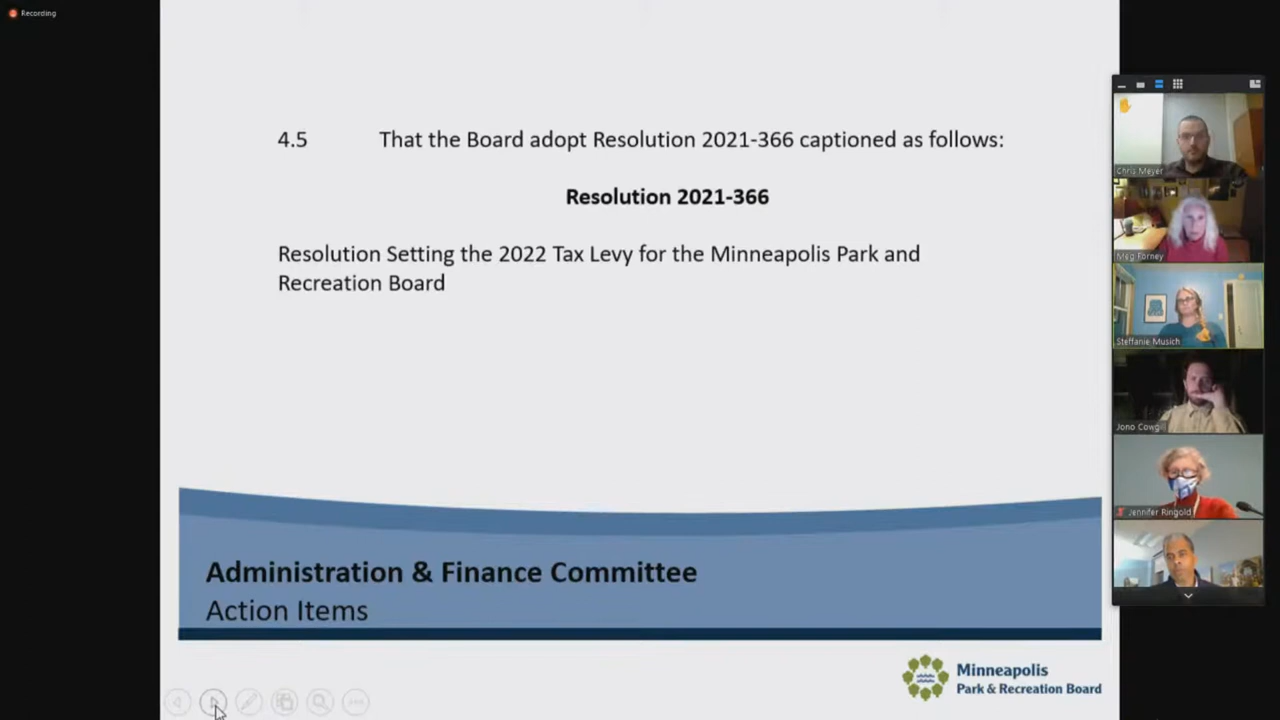 Recording
4.5 That the Board adopt Resolution 2021-366 captioned as follows:
Resolution 2021-366
Resolution Setting the 2022 Tax Levy for the Minneapolis Park and
Recreation Board
Administration & Finance Committee
Action Items
Minneapolis
Park & Recreation Board
Chris Meyer
Meg Forney
Steffanie Musich
Jono Cowg
Jennifer Ringold